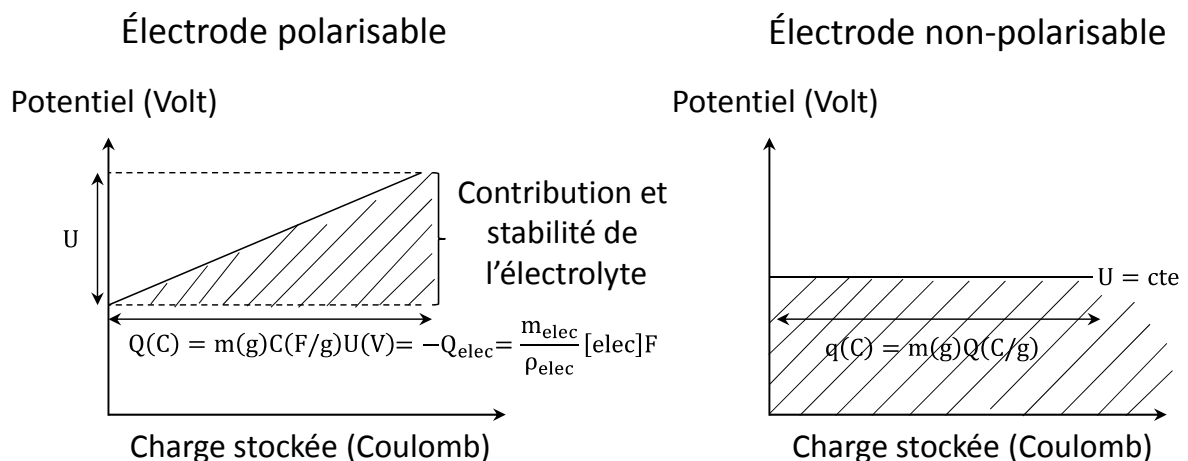 Électrode polarisable
Potentiel (Volt)
U
Contribution et
stabilité de
l'électrolyte
Q(C) = m(g)C(F/g)U(V)= −Q_elec= m_elec/ρ_elec [elec]F
Charge stockée (Coulomb)
Électrode non-polarisable
Potentiel (Volt)
U = cte
q(C) = m(g)Q(C/g)
Charge stockée (Coulomb)